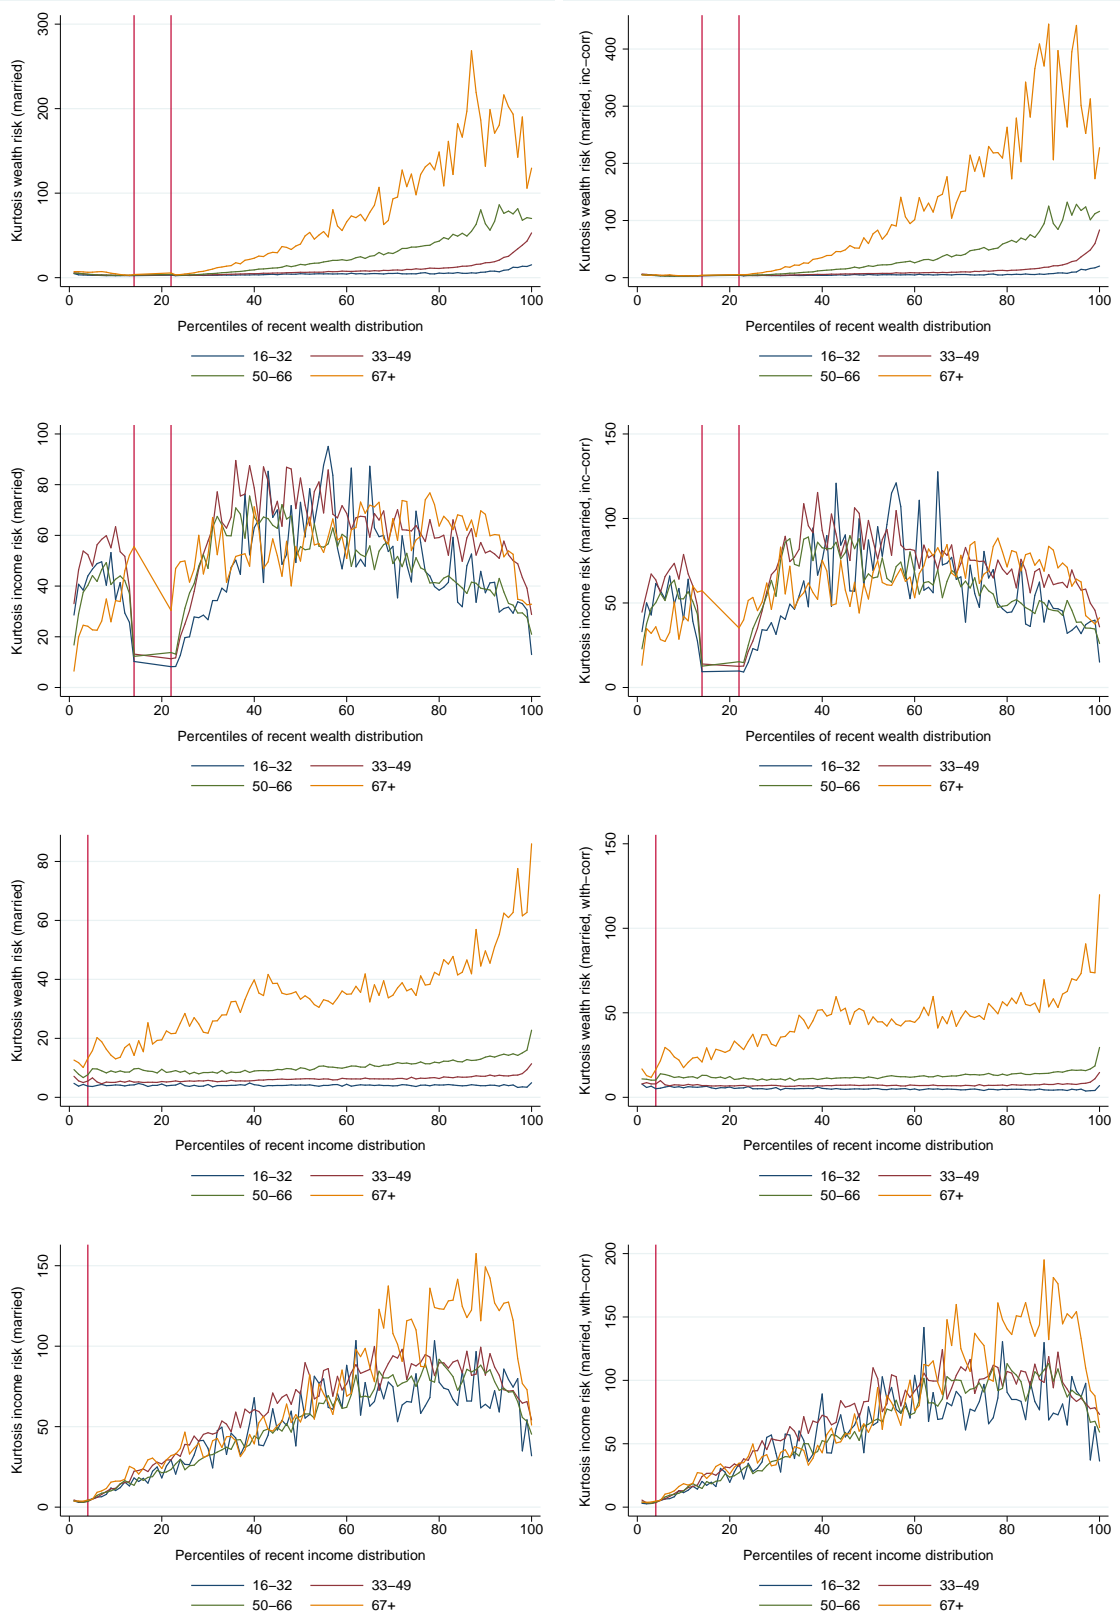 Kurtosis wealth risk (married)
0 100 200 300
0 20 40 60 80 100
Percentiles of recent wealth distribution
16−32 33−49
50−66 67+
Kurtosis wealth risk (married, inc−corr)
0 100 200 300 400
0 20 40 60 80 100
Percentiles of recent wealth distribution
16−32 33−49
50−66 67+
Kurtosis income risk (married)
0 20 40 60 80 100
0 20 40 60 80 100
Percentiles of recent wealth distribution
16−32 33−49
50−66 67+
Kurtosis income risk (married, inc−corr)
0 50 100 150
0 20 40 60 80 100
Percentiles of recent wealth distribution
16−32 33−49
50−66 67+
Kurtosis wealth risk (married)
0 20 40 60 80
0 20 40 60 80 100
Percentiles of recent income distribution
16−32 33−49
50−66 67+
Kurtosis wealth risk (married, wlth−corr)
0 50 100 150
0 20 40 60 80 100
Percentiles of recent income distribution
16−32 33−49
50−66 67+
Kurtosis income risk (married)
0 50 100 150
0 20 40 60 80 100
Percentiles of recent income distribution
16−32 33−49
50−66 67+
Kurtosis income risk (married, wlth−corr)
0 50 100 150 200
0 20 40 60 80 100
Percentiles of recent income distribution
16−32 33−49
50−66 67+